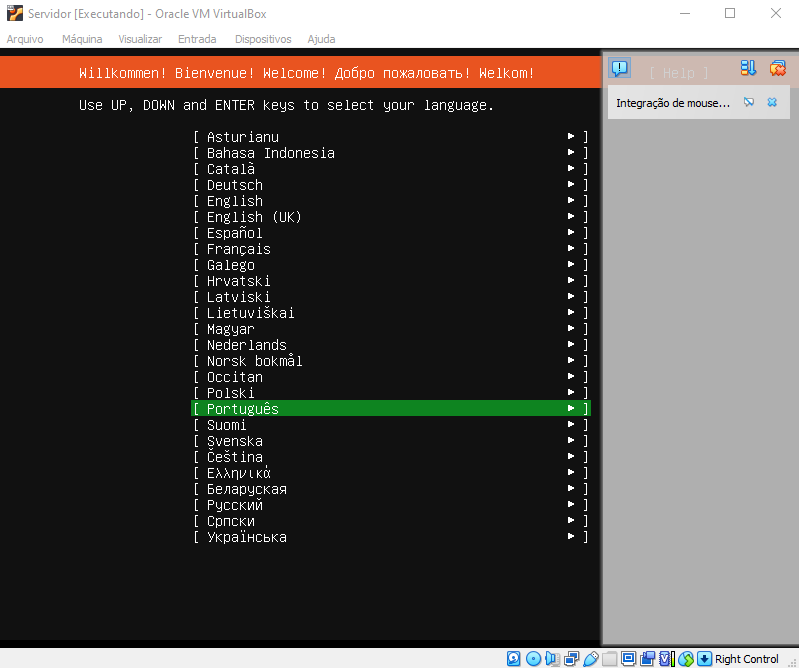 Servidor [Executando] - Oracle VM VirtualBox
Arquivo Máquina Visualizar Entrada Dispositivos Ajuda
Willkommen! Bienvenue! Welcome! Добро пожаловать! Welkom! [ Help ]
Integração de mouse...
Use UP, DOWN and ENTER keys to select your language.
[ Asturianu ▸ ]
[ Bahasa Indonesia ▸ ]
[ Català ▸ ]
[ Deutsch ▸ ]
[ English ▸ ]
[ English (UK) ▸ ]
[ Español ▸ ]
[ Français ▸ ]
[ Galego ▸ ]
[ Hrvatski ▸ ]
[ Latviski ▸ ]
[ Lietuviškai ▸ ]
[ Magyar ▸ ]
[ Nederlands ▸ ]
[ Norsk bokmål ▸ ]
[ Occitan ▸ ]
[ Polski ▸ ]
[ Português ▸ ]
[ Suomi ▸ ]
[ Svenska ▸ ]
[ Čeština ▸ ]
[ Ελληνικά ▸ ]
[ Беларуская ▸ ]
[ Русский ▸ ]
[ Српски ▸ ]
[ Українська ▸ ]
Right Control